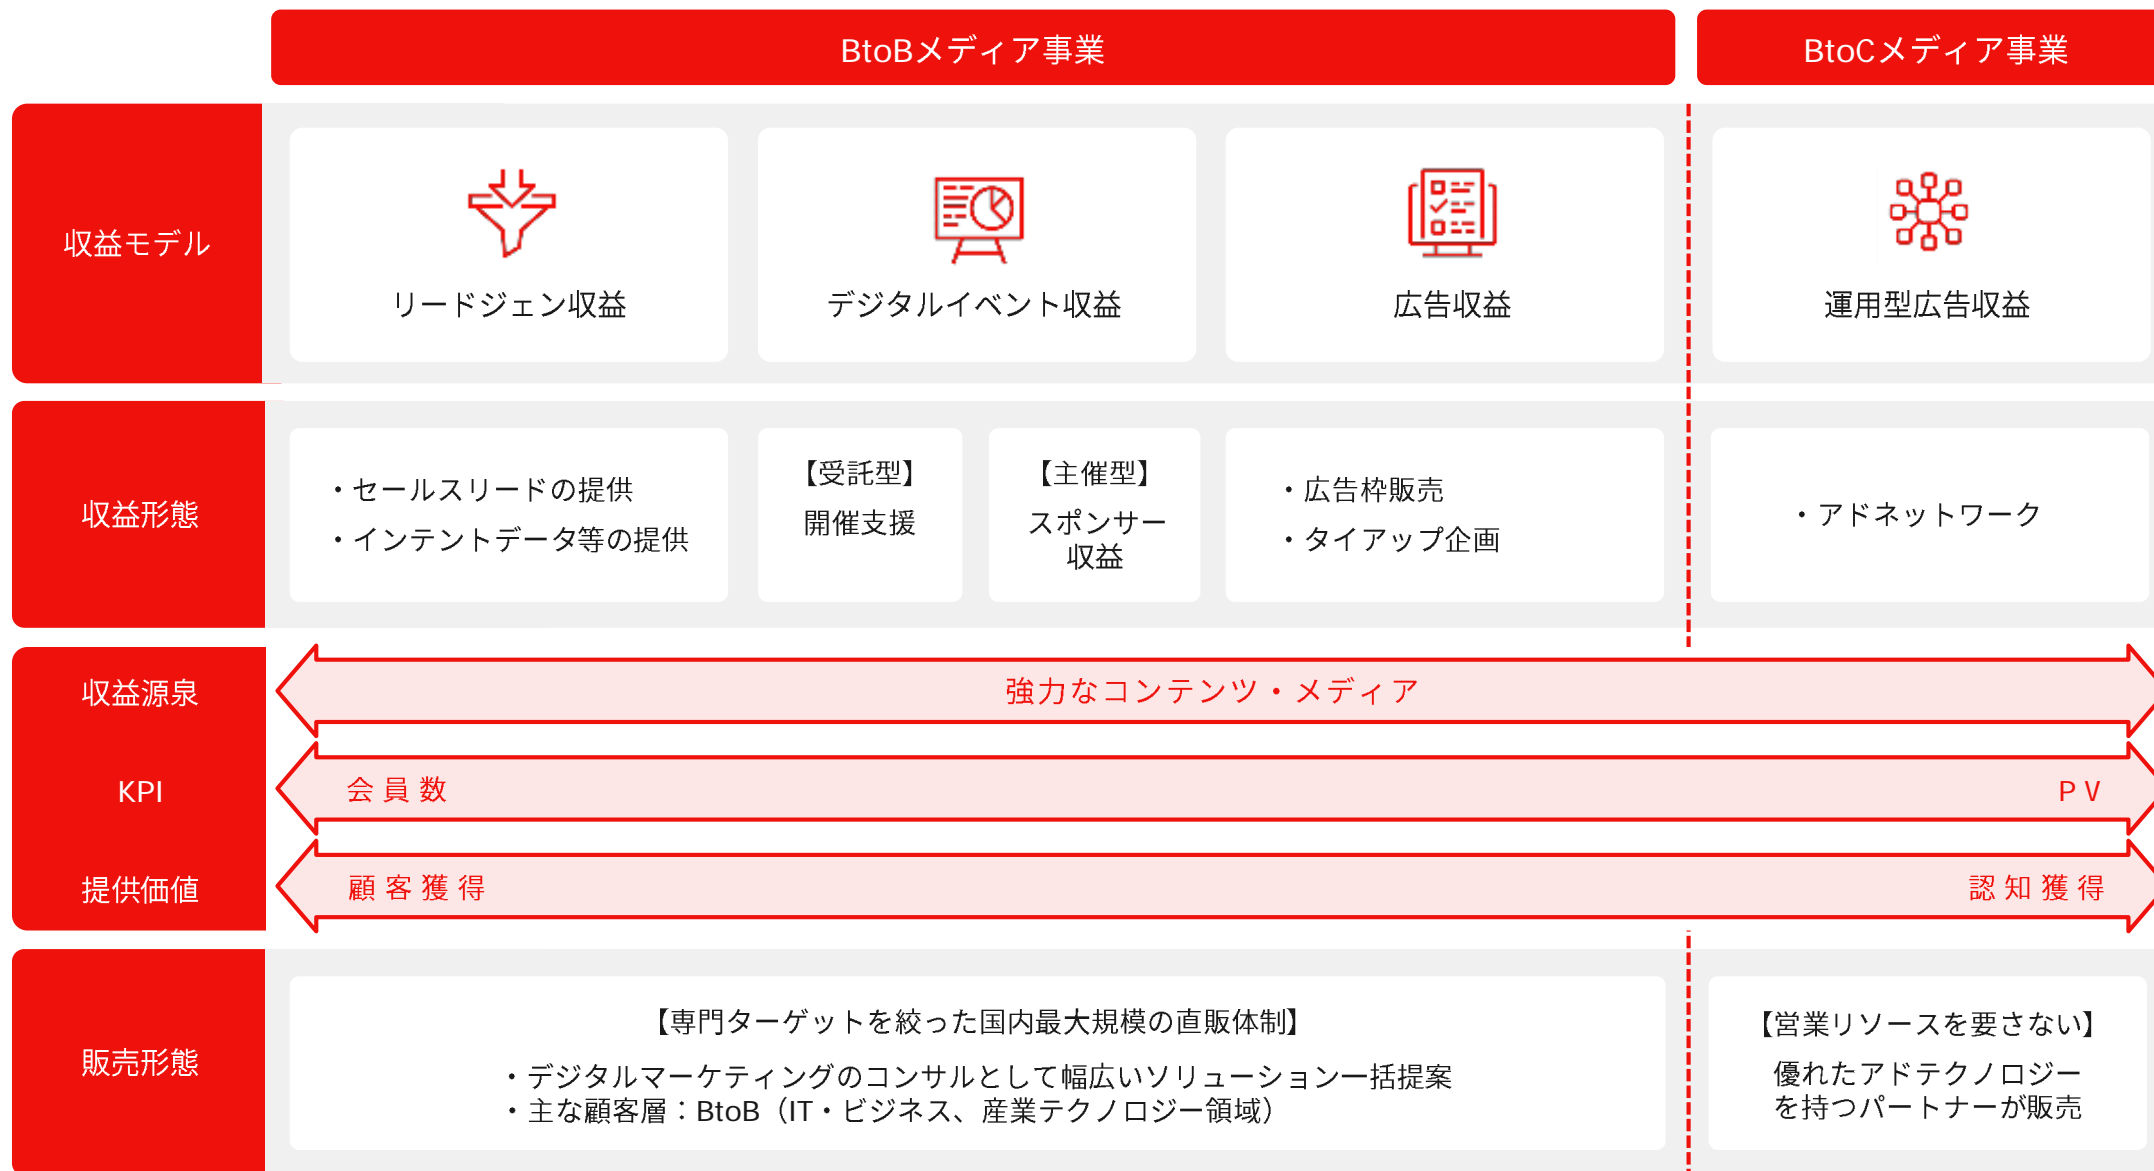 BtoBメディア事業
BtoCメディア事業
収益モデル
リードジェン収益
デジタルイベント収益
広告収益
運用型広告収益
収益形態
・セールスリードの提供
・インテントデータ等の提供
【受託型】
開催支援
【主催型】
スポンサー
収益
・広告枠販売
・タイアップ企画
・アドネットワーク
収益源泉
強力なコンテンツ・メディア
KPI
会員数
PV
提供価値
顧客獲得
認知獲得
販売形態
【専門ターゲットを絞った国内最大規模の直販体制】
・デジタルマーケティングのコンサルとして幅広いソリューション一括提案
・主な顧客層：BtoB（IT・ビジネス、産業テクノロジー領域）
【営業リソースを要さない】
優れたアドテクノロジー
を持つパートナーが販売